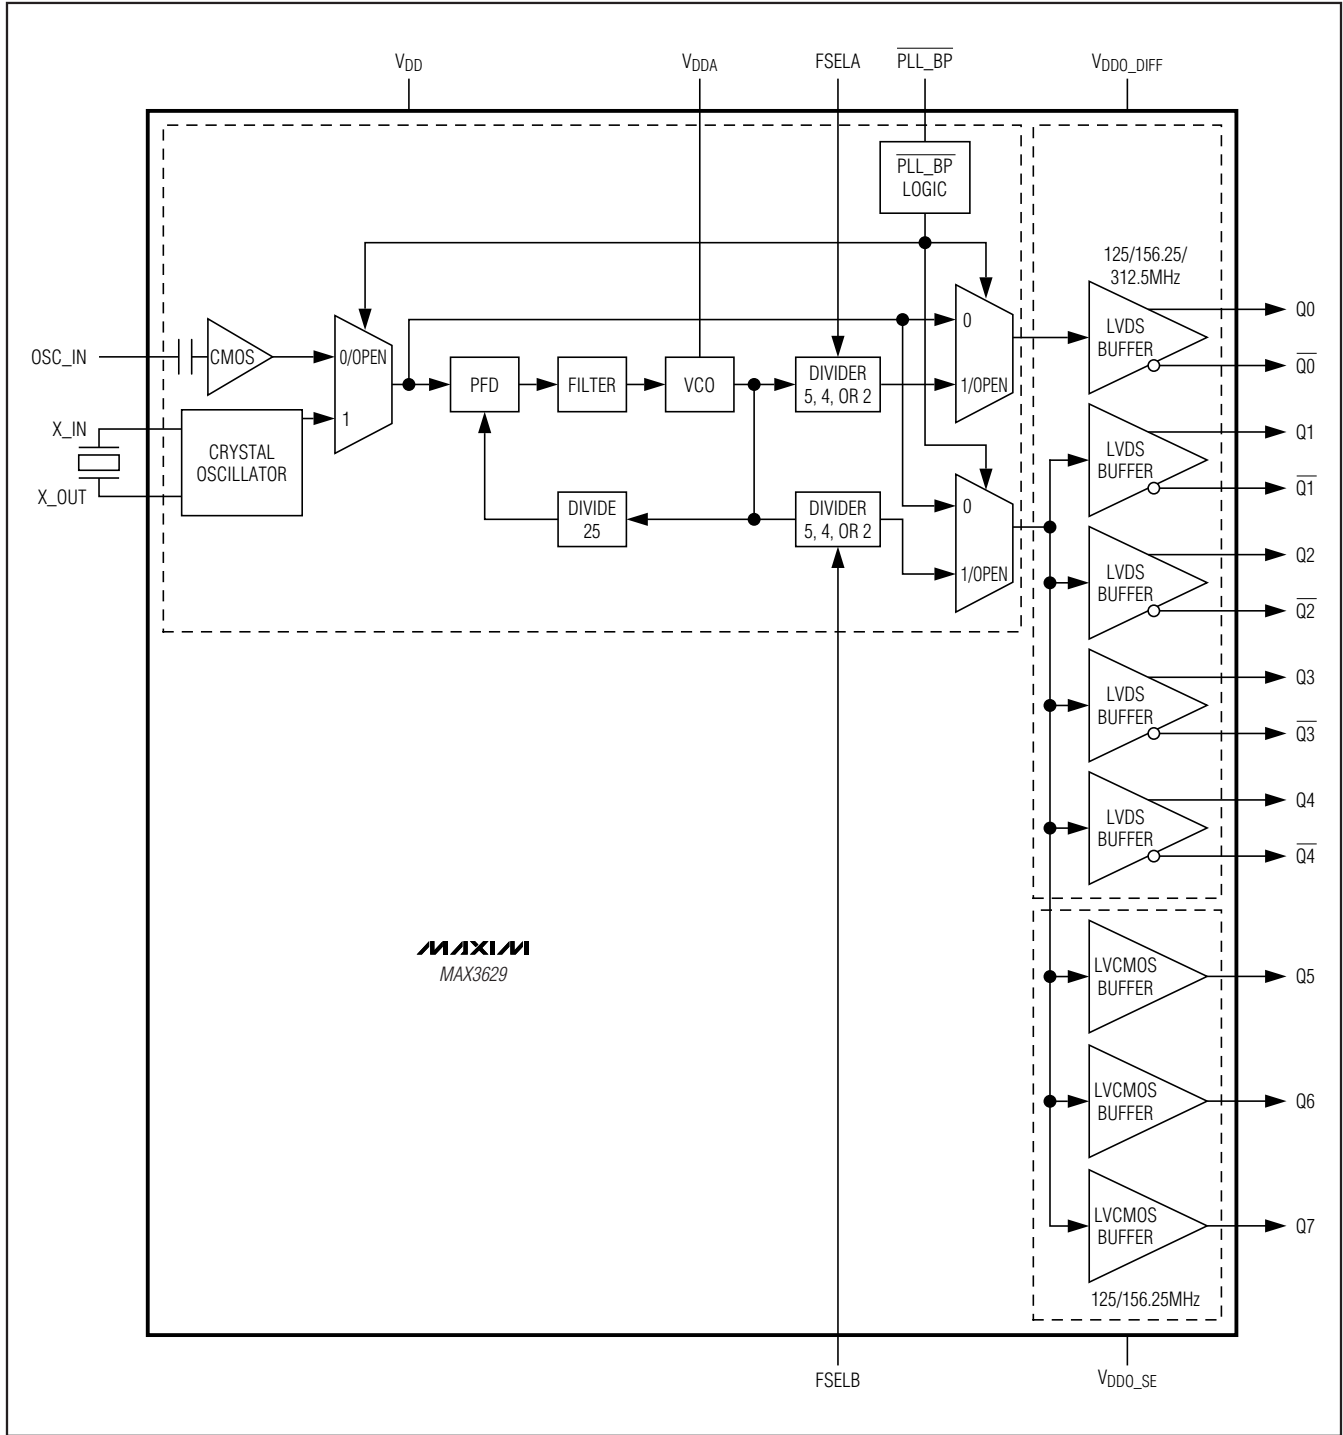 VDD
VDDA
FSELA
PLL_BP
VDDO_DIFF
PLL_BP
LOGIC
125/156.25/
312.5MHz
OSC_IN
CMOS
0/OPEN
1
X_IN
X_OUT
CRYSTAL
OSCILLATOR
PFD
FILTER
VCO
DIVIDER
5, 4, OR 2
0
1/OPEN
DIVIDE
25
DIVIDER
5, 4, OR 2
0
1/OPEN
LVDS
BUFFER
Q0
Q0
LVDS
BUFFER
Q1
Q1
LVDS
BUFFER
Q2
Q2
LVDS
BUFFER
Q3
Q3
LVDS
BUFFER
Q4
Q4
MAXIM
MAX3629
LVCMOS
BUFFER
Q5
LVCMOS
BUFFER
Q6
LVCMOS
BUFFER
Q7
125/156.25MHz
FSELB
VDDO_SE